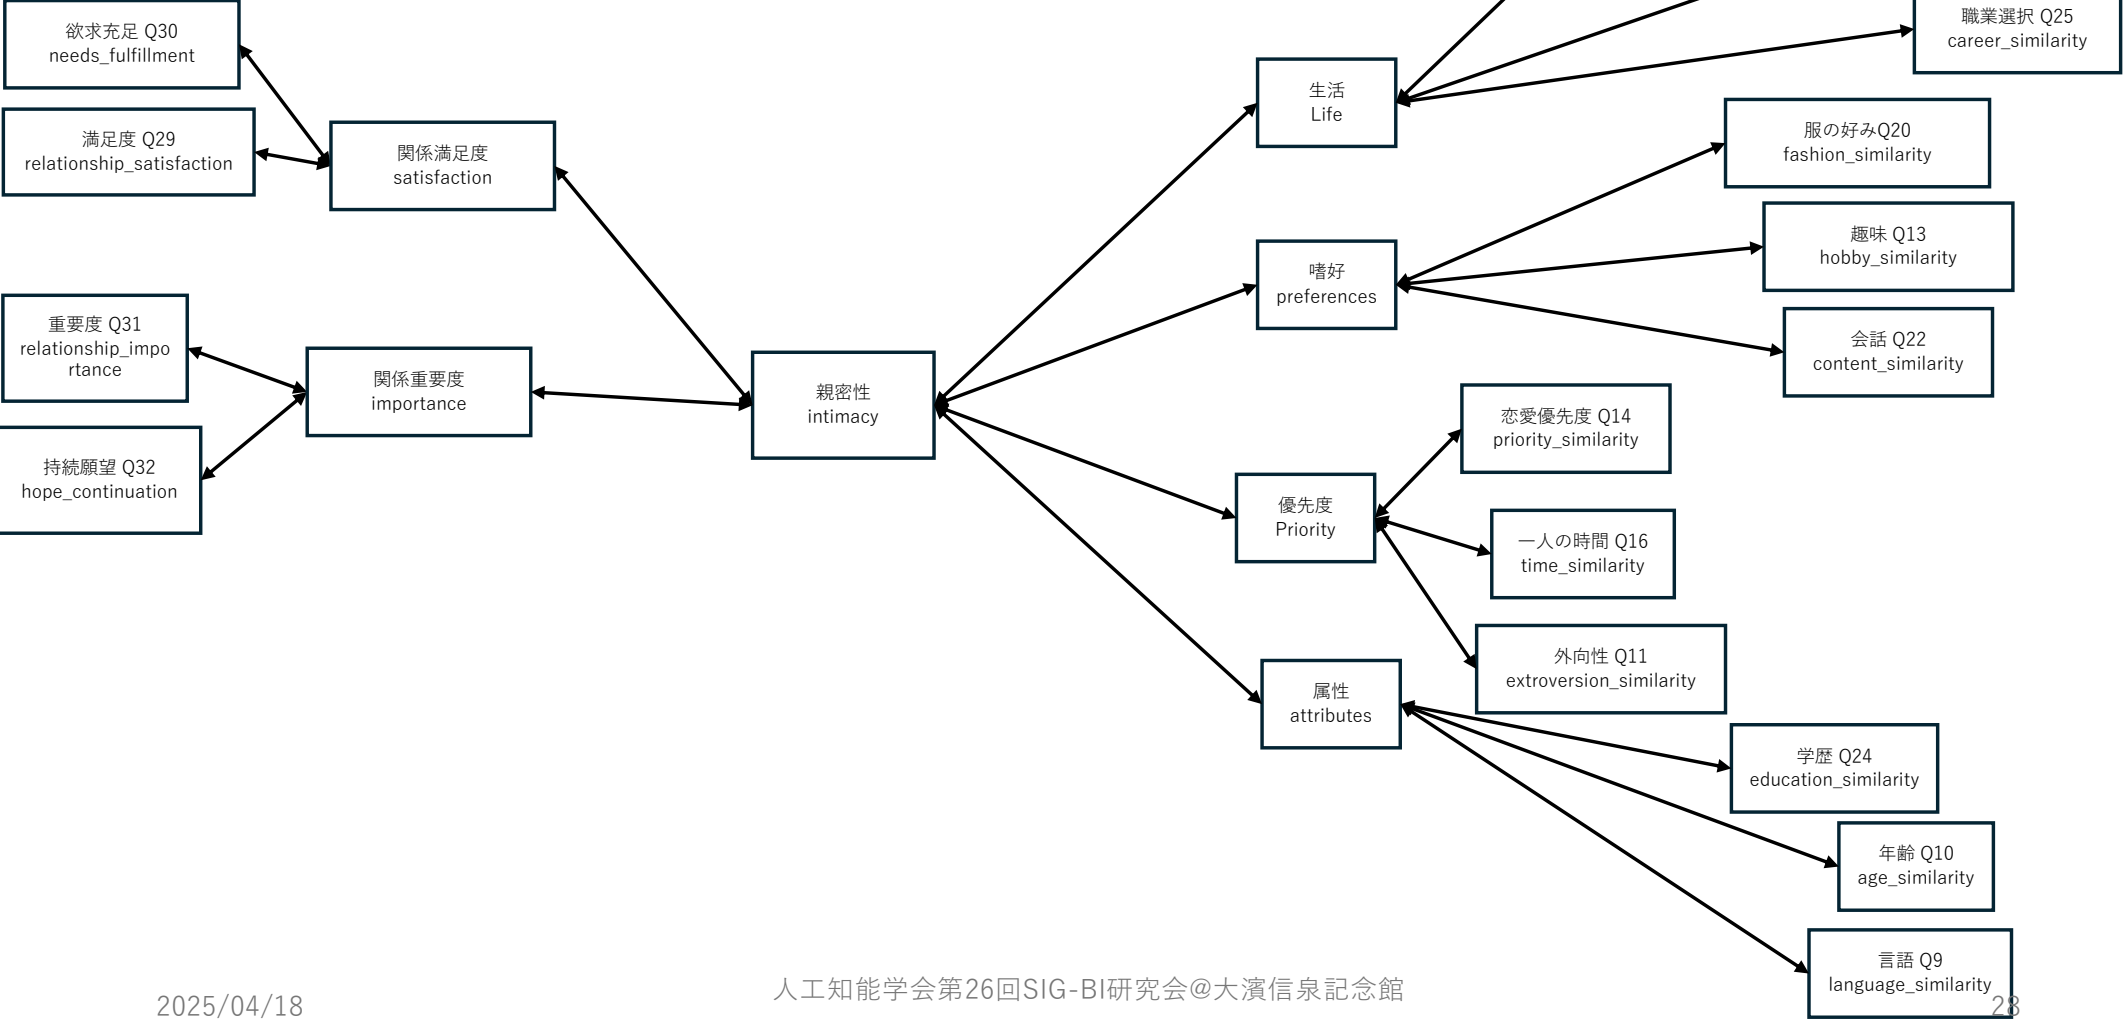 欲求充足 Q30
needs_fulfillment
満足度 Q29
relationship_satisfaction
関係満足度
satisfaction
重要度 Q31
relationship_impo
rtance
関係重要度
importance
持続願望 Q32
hope_continuation
親密性
intimacy
生活
Life
職業選択 Q25
career_similarity
服の好みQ20
fashion_similarity
嗜好
preferences
趣味 Q13
hobby_similarity
会話 Q22
content_similarity
恋愛優先度 Q14
priority_similarity
優先度
Priority
一人の時間 Q16
time_similarity
外向性 Q11
extroversion_similarity
属性
attributes
学歴 Q24
education_similarity
年齢 Q10
age_similarity
言語 Q9
language_similarity
2025/04/18
人工知能学会第26回SIG-BI研究会@大濱信泉記念館
28